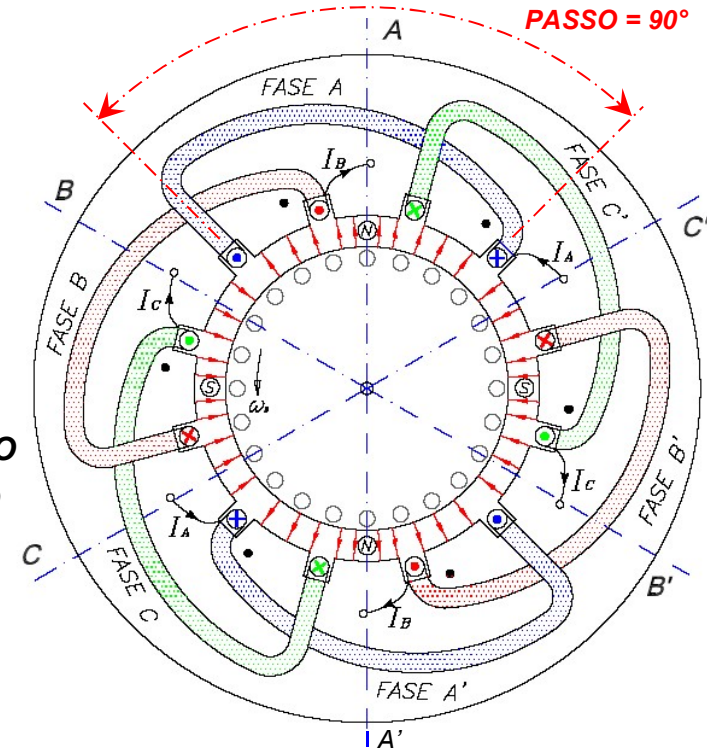 PASSO = 90°
A
FASE A
I_B
FASE C'
B
C'
N
I_A
FASE B
I_C
S
S
ω_s
O
I_C
FASE B'
I_A
C
N
FASE C
I_B
B'
FASE A'
A'